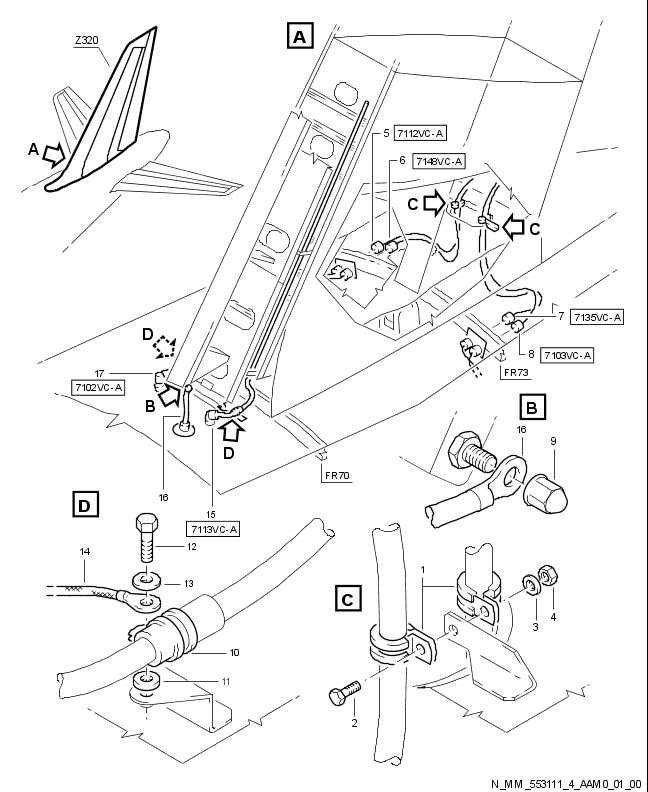 A
Z320
A
5 7112VC-A
6 7148VC-A
C
C
7 7135VC-A
8 7103VC-A
FR73
D
17
7102VC-A
B
D
16
15
7113VC-A
FR70
B
16
9
D
12
14
13
10
11
C
1
2
3
4
N_MM_553111_4_AAM0_01_00